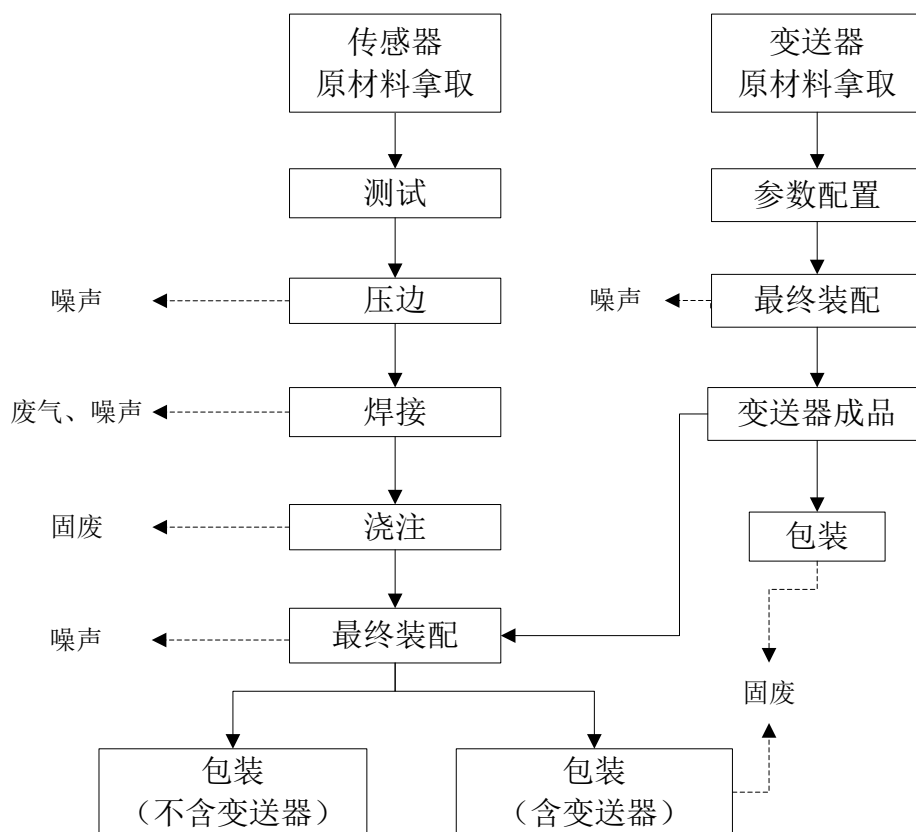 传感器
原材料拿取
变送器
原材料拿取
测试
参数配置
噪声
压边
噪声
最终装配
废气、噪声
焊接
变送器成品
固废
浇注
包装
噪声
最终装配
固废
包装
（不含变送器）
包装
（含变送器）